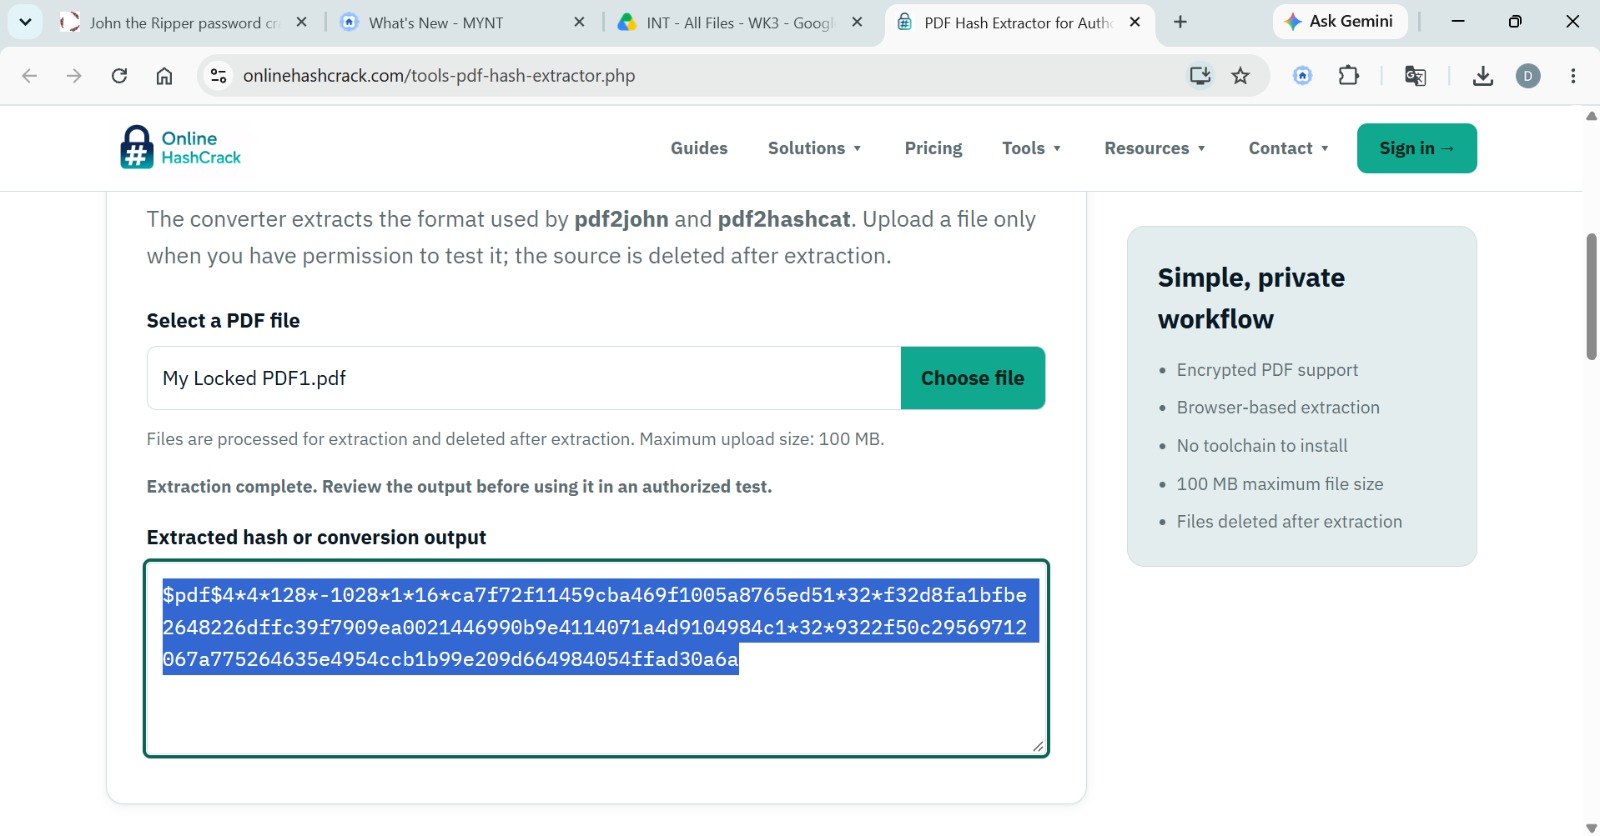 John the Ripper password cr
What's New - MYNT
INT - All Files - WK3 - Google
PDF Hash Extractor for Autho
Ask Gemini
onlinehashcrack.com/tools-pdf-hash-extractor.php
D
Online
HashCrack
#
Guides
Solutions ▼
Pricing
Tools ▼
Resources ▼
Contact ▼
Sign in →
The converter extracts the format used by pdf2john and pdf2hashcat. Upload a file only
when you have permission to test it; the source is deleted after extraction.
Select a PDF file
My Locked PDF1.pdf
Choose file
Files are processed for extraction and deleted after extraction. Maximum upload size: 100 MB.
Extraction complete. Review the output before using it in an authorized test.
Extracted hash or conversion output
$pdf$4*4*128*-1028*1*16*ca7f72f11459cba469f1005a8765ed51*32*f32d8fa1bfbe
2648226dffc39f7909ea0021446990b9e4114071a4d9104984c1*32*9322f50c29569712
067a775264635e4954ccb1b99e209d664984054ffad30a6a
Simple, private
workflow
• Encrypted PDF support
• Browser-based extraction
• No toolchain to install
• 100 MB maximum file size
• Files deleted after extraction